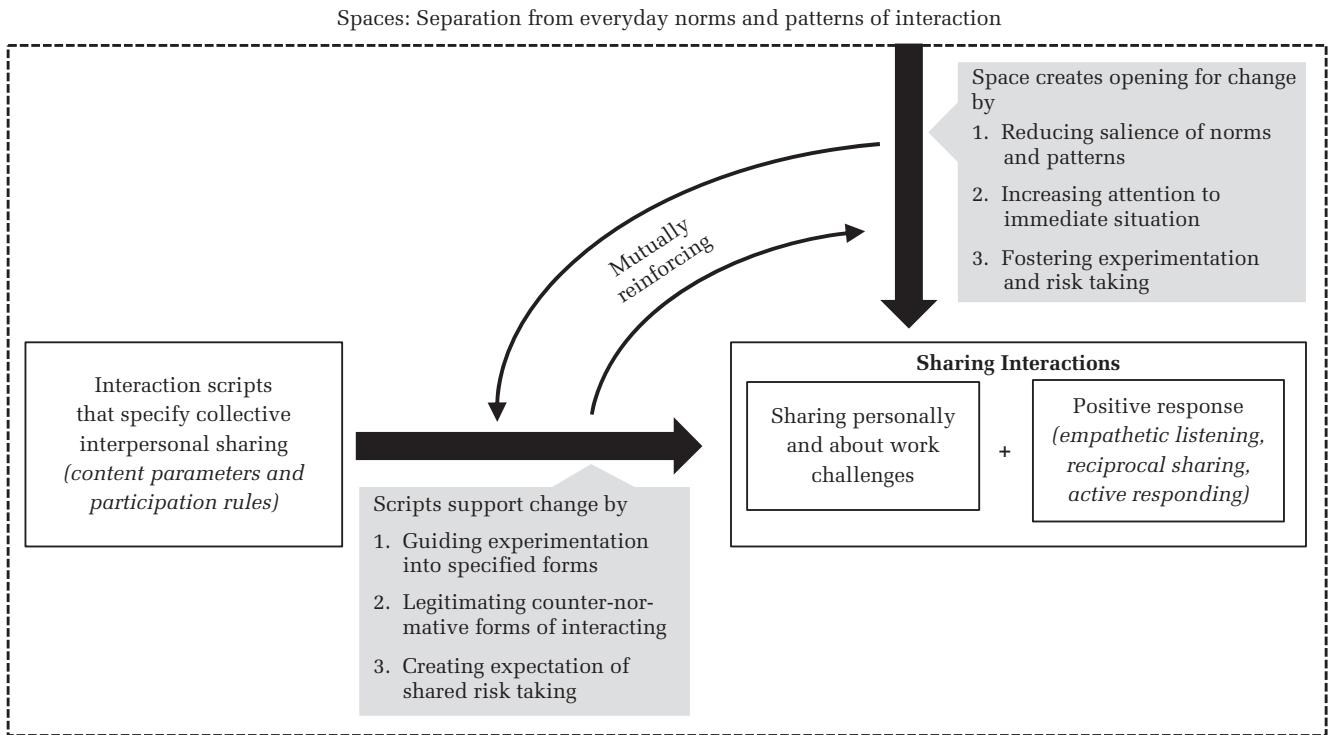 Spaces: Separation from everyday norms and patterns of interaction
Space creates opening for change
by
1. Reducing salience of norms
and patterns
2. Increasing attention to
immediate situation
3. Fostering experimentation
and risk taking
Mutually
reinforcing
Interaction scripts
that specify collective
interpersonal sharing
(content parameters and
participation rules)
Sharing Interactions
Sharing personally
and about work
challenges
+
Positive response
(empathetic listening,
reciprocal sharing,
active responding)
Scripts support change by
1. Guiding experimentation
into specified forms
2. Legitimating counter-nor-
mative forms of interacting
3. Creating expectation of
shared risk taking